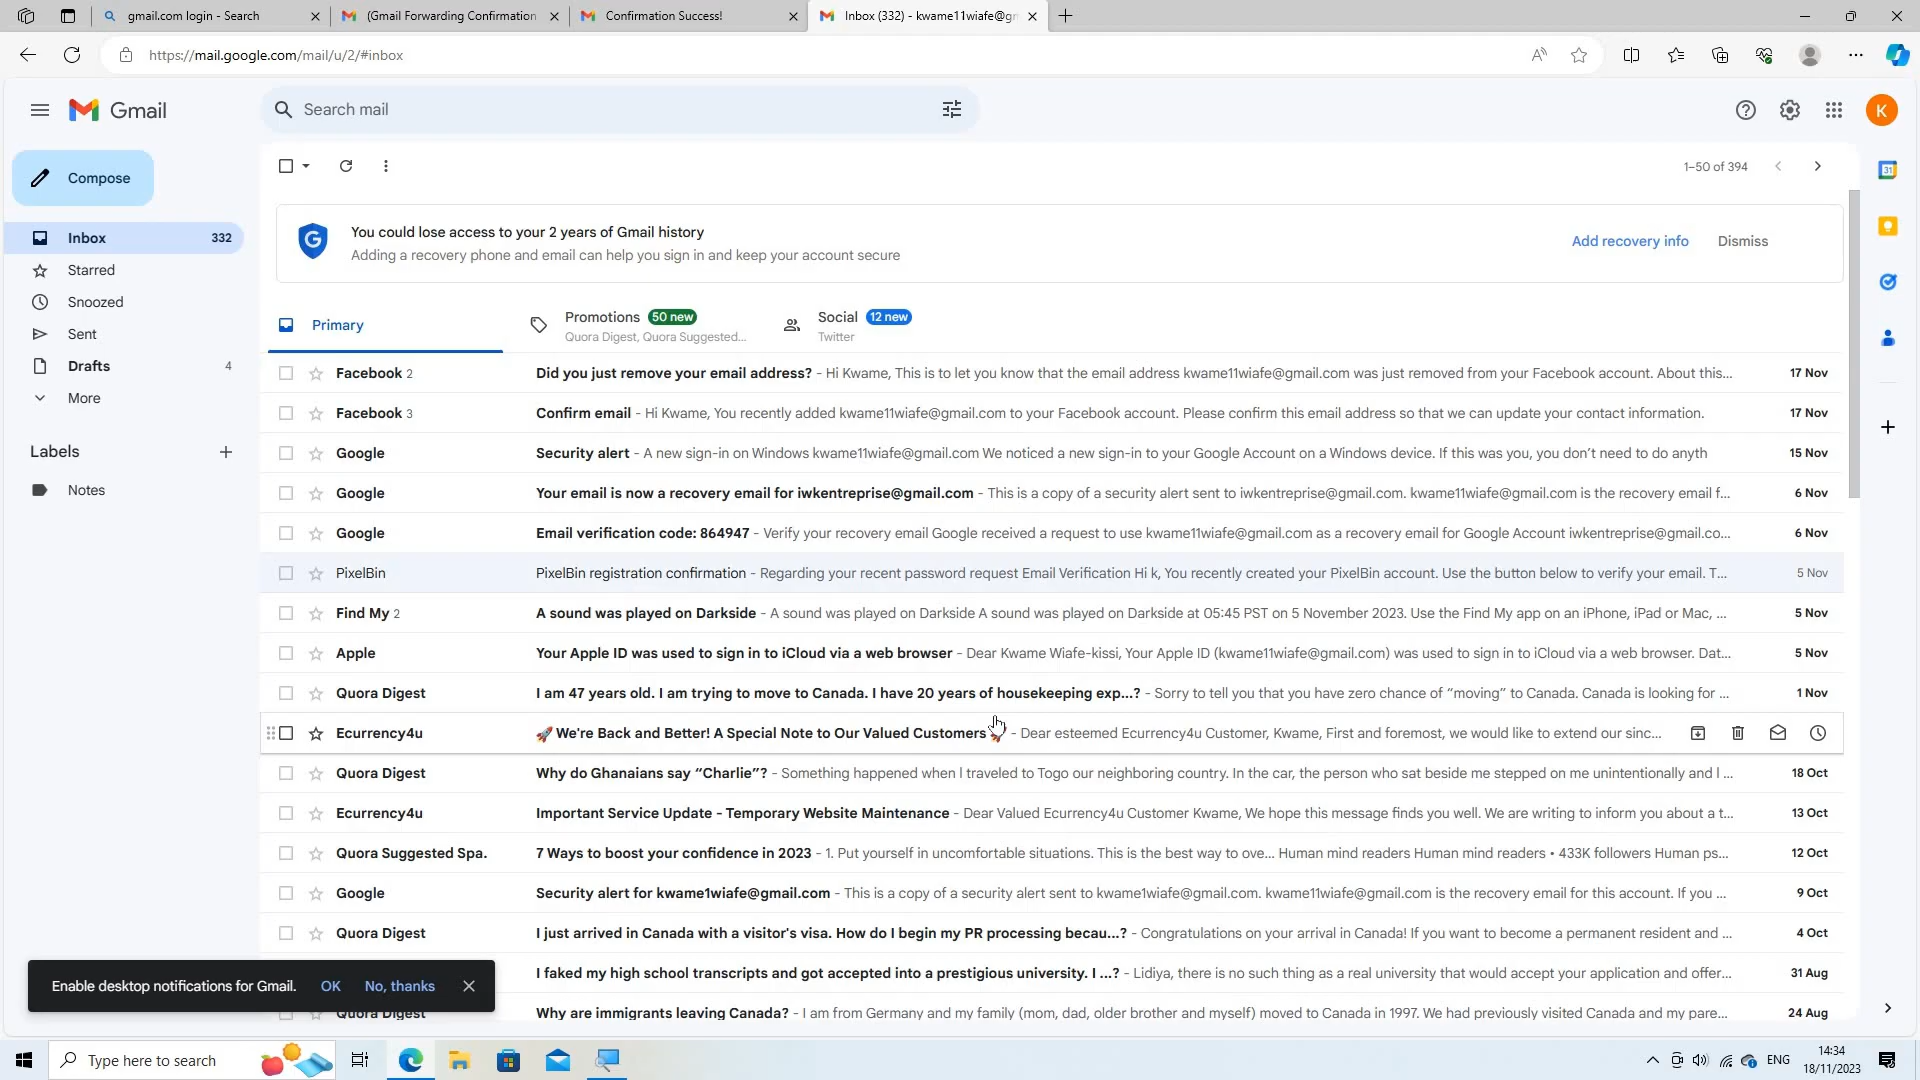 gmail.com login - Search
(Gmail Forwarding Confirmation
Confirmation Success!
Inbox (332) - kwame11wiafe@gm
https://mail.google.com/mail/u/2/#inbox
Gmail
Search mail
K
Compose
1–50 of 394
Inbox 332
Starred
Snoozed
Sent
Drafts 4
More
Labels
Notes
You could lose access to your 2 years of Gmail history
Adding a recovery phone and email can help you sign in and keep your account secure
Add recovery info
Dismiss
Primary
Promotions 50 new
Quora Digest, Quora Suggested...
Social 12 new
Twitter
Facebook 2 Did you just remove your email address? - Hi Kwame, This is to let you know that the email address kwame11wiafe@gmail.com was just removed from your Facebook account. About this... 17 Nov
Facebook 3 Confirm email - Hi Kwame, You recently added kwame11wiafe@gmail.com to your Facebook account. Please confirm this email address so that we can update your contact information. 17 Nov
Google Security alert - A new sign-in on Windows kwame11wiafe@gmail.com We noticed a new sign-in to your Google Account on a Windows device. If this was you, you don’t need to do anyth 15 Nov
Google Your email is now a recovery email for iwkentreprise@gmail.com - This is a copy of a security alert sent to iwkentreprise@gmail.com. kwame11wiafe@gmail.com is the recovery email f... 6 Nov
Google Email verification code: 864947 - Verify your recovery email Google received a request to use kwame11wiafe@gmail.com as a recovery email for Google Account iwkentreprise@gmail.co... 6 Nov
PixelBin PixelBin registration confirmation - Regarding your recent password request Email Verification Hi k, You recently created your PixelBin account. Use the button below to verify your email. T... 5 Nov
Find My 2 A sound was played on Darkside - A sound was played on Darkside A sound was played on Darkside at 05:45 PST on 5 November 2023. Use the Find My app on an iPhone, iPad or Mac, ... 5 Nov
Apple Your Apple ID was used to sign in to iCloud via a web browser - Dear Kwame Wiafe-kissi, Your Apple ID (kwame11wiafe@gmail.com) was used to sign in to iCloud via a web browser. Dat... 5 Nov
Quora Digest I am 47 years old. I am trying to move to Canada. I have 20 years of housekeeping exp...? - Sorry to tell you that you have zero chance of “moving” to Canada. Canada is looking for ... 1 Nov
Ecurrency4u 🚀We're Back and Better! A Special Note to Our Valued Customers🚀 - Dear esteemed Ecurrency4u Customer, Kwame, First and foremost, we would like to extend our sinc...
Quora Digest Why do Ghanaians say “Charlie”? - Something happened when I traveled to Togo our neighboring country. In the car, the person who sat beside me stepped on me unintentionally and I ... 18 Oct
Ecurrency4u Important Service Update - Temporary Website Maintenance - Dear Valued Ecurrency4u Customer Kwame, We hope this message finds you well. We are writing to inform you about a t... 13 Oct
Quora Suggested Spa. 7 Ways to boost your confidence in 2023 - 1. Put yourself in uncomfortable situations. This is the best way to ove... Human mind readers Human mind readers • 433K followers Human ps... 12 Oct
Google Security alert for kwame1wiafe@gmail.com - This is a copy of a security alert sent to kwame1wiafe@gmail.com. kwame11wiafe@gmail.com is the recovery email for this account. If you ... 9 Oct
Quora Digest I just arrived in Canada with a visitor's visa. How do I begin my PR processing becau...? - Congratulations on your arrival in Canada! If you want to become a permanent resident and ... 4 Oct
I faked my high school transcripts and got accepted into a prestigious university. I ...? - Lidiya, there is no such thing as a real university that would accept your application and offer... 31 Aug
Quora Digest Why are immigrants leaving Canada? - I am from Germany and my family (mom, dad, older brother and myself) moved to Canada in 1997. We had previously visited Canada and my pare... 24 Aug
Enable desktop notifications for Gmail. OK No, thanks
Type here to search
ENG
14:34
18/11/2023